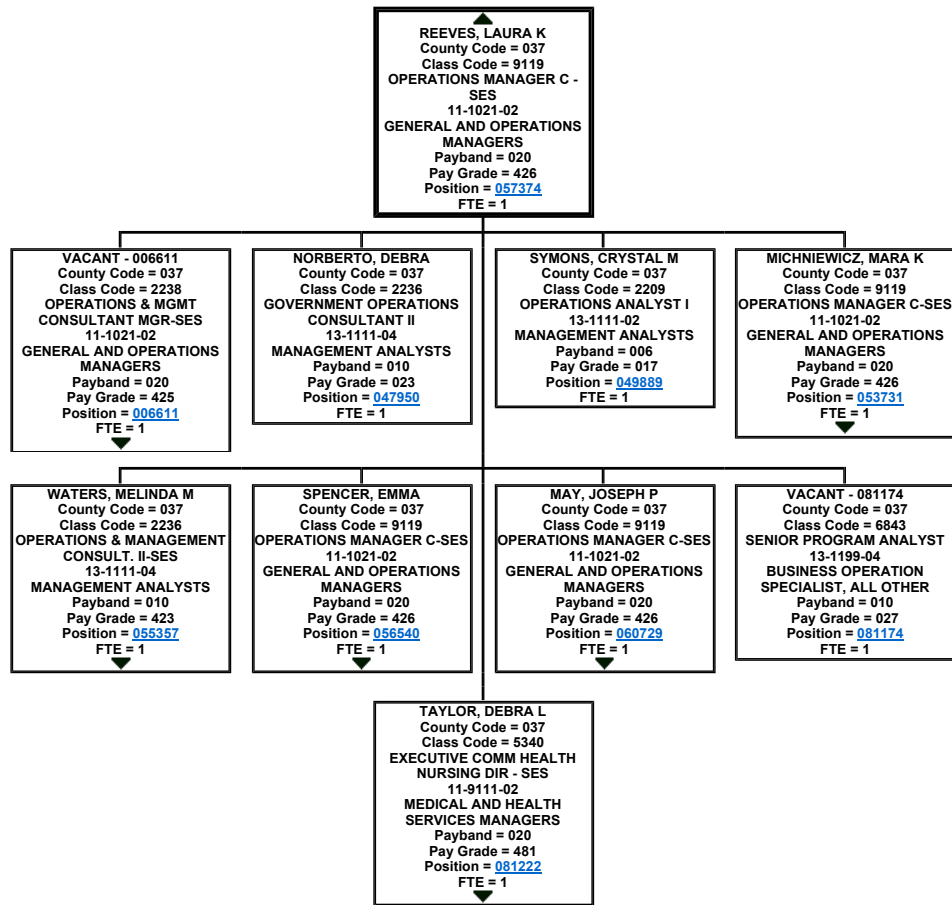 REEVES, LAURA K
County Code = 037
Class Code = 9119
OPERATIONS MANAGER C -
SES
11-1021-02
GENERAL AND OPERATIONS
MANAGERS
Payband = 020
Pay Grade = 426
Position = 057374
FTE = 1
VACANT - 006611
County Code = 037
Class Code = 2238
OPERATIONS & MGMT
CONSULTANT MGR-SES
11-1021-02
GENERAL AND OPERATIONS
MANAGERS
Payband = 020
Pay Grade = 425
Position = 006611
FTE = 1
NORBERTO, DEBRA
County Code = 037
Class Code = 2236
GOVERNMENT OPERATIONS
CONSULTANT II
13-1111-04
MANAGEMENT ANALYSTS
Payband = 010
Pay Grade = 023
Position = 047950
FTE = 1
SYMONS, CRYSTAL M
County Code = 037
Class Code = 2209
OPERATIONS ANALYST I
13-1111-02
MANAGEMENT ANALYSTS
Payband = 006
Pay Grade = 017
Position = 049889
FTE = 1
MICHNIEWICZ, MARA K
County Code = 037
Class Code = 9119
OPERATIONS MANAGER C-SES
11-1021-02
GENERAL AND OPERATIONS
MANAGERS
Payband = 020
Pay Grade = 426
Position = 053731
FTE = 1
WATERS, MELINDA M
County Code = 037
Class Code = 2236
OPERATIONS & MANAGEMENT
CONSULT. II-SES
13-1111-04
MANAGEMENT ANALYSTS
Payband = 010
Pay Grade = 423
Position = 055357
FTE = 1
SPENCER, EMMA
County Code = 037
Class Code = 9119
OPERATIONS MANAGER C-SES
11-1021-02
GENERAL AND OPERATIONS
MANAGERS
Payband = 020
Pay Grade = 426
Position = 056540
FTE = 1
MAY, JOSEPH P
County Code = 037
Class Code = 9119
OPERATIONS MANAGER C-SES
11-1021-02
GENERAL AND OPERATIONS
MANAGERS
Payband = 020
Pay Grade = 426
Position = 060729
FTE = 1
VACANT - 081174
County Code = 037
Class Code = 6843
SENIOR PROGRAM ANALYST
13-1199-04
BUSINESS OPERATION
SPECIALIST, ALL OTHER
Payband = 010
Pay Grade = 027
Position = 081174
FTE = 1
TAYLOR, DEBRA L
County Code = 037
Class Code = 5340
EXECUTIVE COMM HEALTH
NURSING DIR - SES
11-9111-02
MEDICAL AND HEALTH
SERVICES MANAGERS
Payband = 020
Pay Grade = 481
Position = 081222
FTE = 1